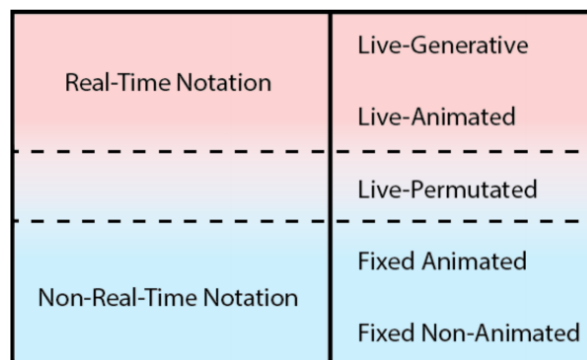 Real-Time Notation
Live-Generative
Live-Animated
Live-Permutated
Non-Real-Time Notation
Fixed Animated
Fixed Non-Animated